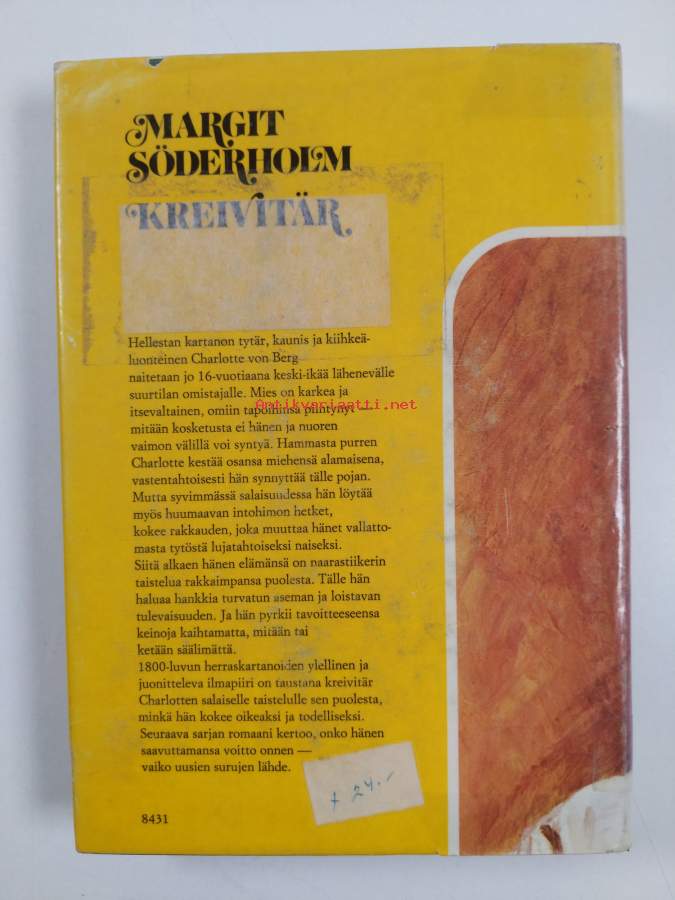 MARGIT
SÖDERHOLM
KREIVITÄR
Hellestan kartanon tytär, kaunis ja kiihkeä-
luonteinen Charlotte von Berg
naitetaan jo 16-vuotiaana keski-ikää lähenevälle
suurtilan omistajalle. Mies on karkea ja
itsevaltainen, omiin tapoihinsa piintynyt —
Antikvariaatti.net
mitään kosketusta ei hänen ja nuoren
vaimon välillä voi syntyä. Hammasta purren
Charlotte kestää osansa miehensä alamaisena,
vastentahtoisesti hän synnyttää tälle pojan.
Mutta syvimmässä salaisuudessa hän löytää
myös huumaavan intohimon hetket,
kokee rakkauden, joka muuttaa hänet vallatto-
masta tytöstä lujatahtoiseksi naiseksi.
Siitä alkaen hänen elämänsä on naarastiikerin
taistelua rakkaimpansa puolesta. Tälle hän
haluaa hankkia turvatun aseman ja loistavan
tulevaisuuden. Ja hän pyrkii tavoitteeseensa
keinoja kaihtamatta, mitään tai
ketään säälimättä.
1800-luvun herraskartanoiden ylellinen ja
juonitteleva ilmapiiri on taustana kreivitär
Charlotten salaiselle taistelulle sen puolesta,
minkä hän kokee oikeaksi ja todelliseksi.
Seuraava sarjan romaani kertoo, onko hänen
saavuttamansa voitto onnen —
vaiko uusien surujen lähde.
+ 24.-
8431